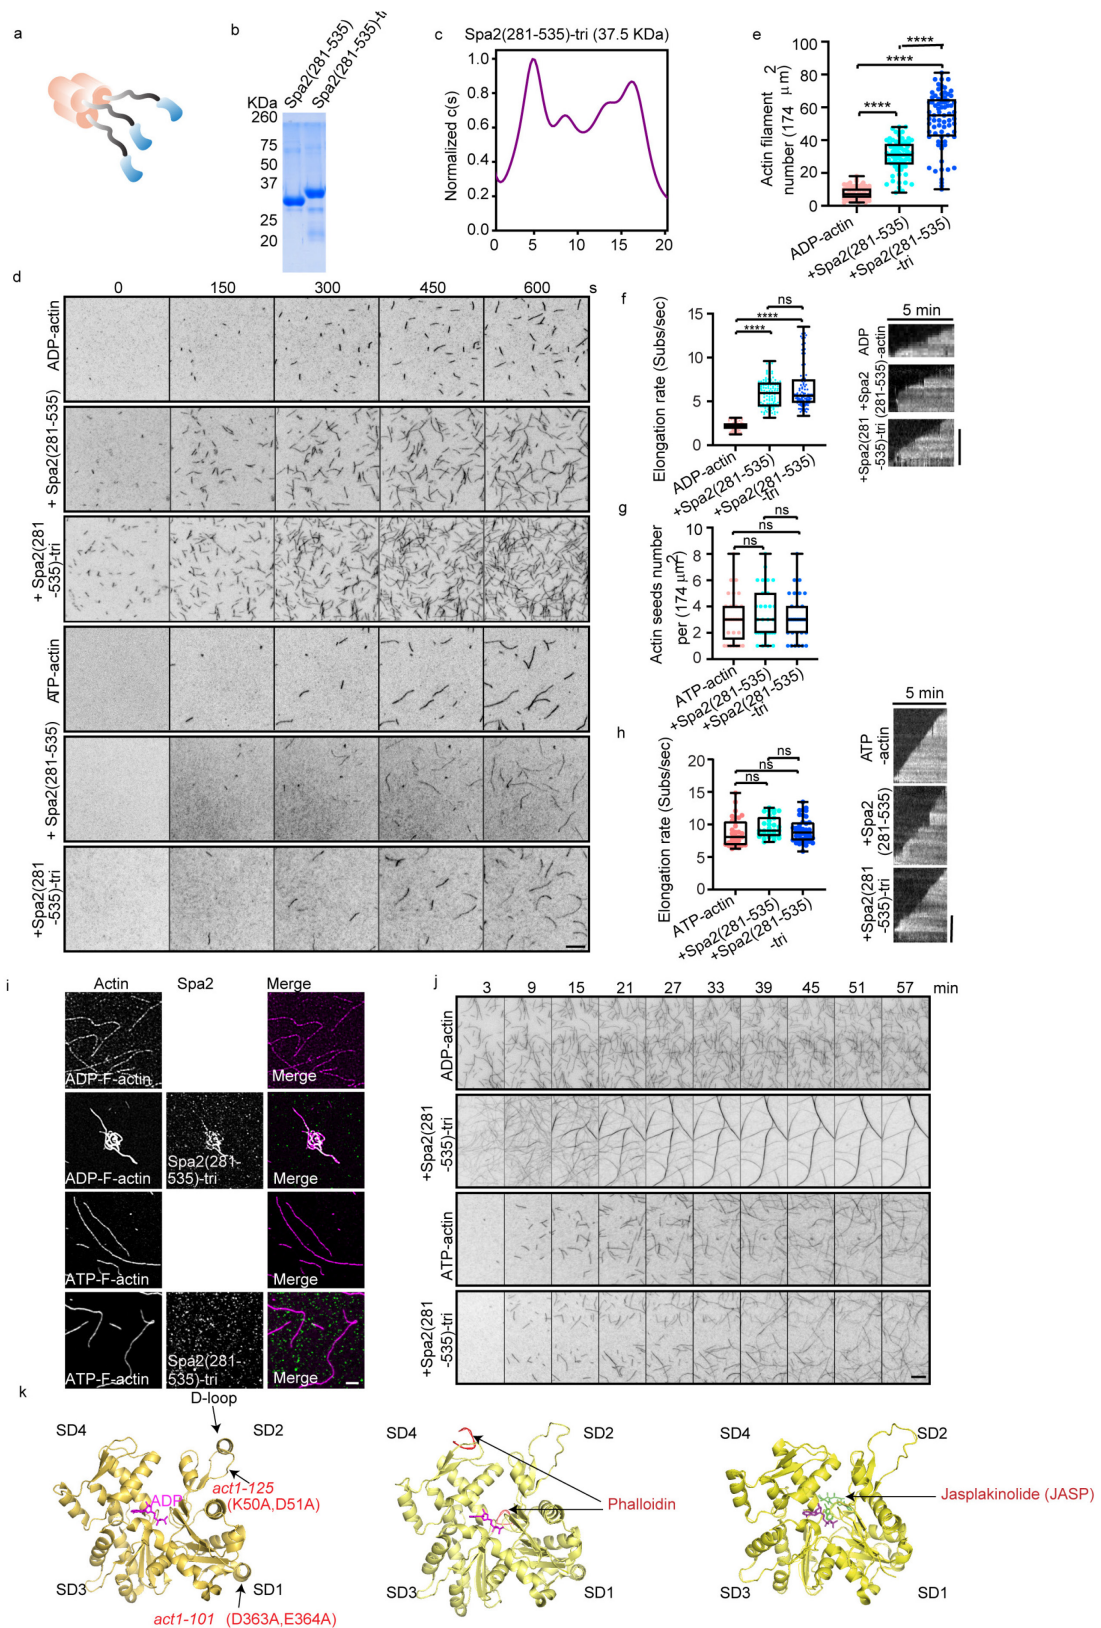 a
b
Spa2(281-535)
Spa2(281-535)-tri
KDa
260
75
50
37
25
20
c
Spa2(281-535)-tri (37.5 KDa)
Normalized c(s)
1.0
0.8
0.6
0.4
0.2
0.0
0 5 10 15 20
e
Actin filament 2
number (174 μm)
100
80
60
40
20
0
****
****
****
ADP-actin
+Spa2(281-535)
+Spa2(281-535)
-tri
d
0 150 300 450 600 s
ADP-actin
+ Spa2(281-535)
+ Spa2(281
-535)-tri
ATP-actin
+ Spa2(281-535)
+Spa2(281
-535)-tri
f
Elongation rate (Subs/sec)
15
10
5
0
ns
****
****
ADP-actin
+Spa2(281-535)
+Spa2(281-535)
-tri
5 min
ADP
-actin
+Spa2
(281-535)
+Spa2(281
-535)-tri
g
Actin seeds number
per (174 μm²)
10
8
6
4
2
0
ns
ns
ns
ATP-actin
+Spa2(281-535)
+Spa2(281-535)
-tri
h
Elongation rate (Subs/sec)
20
15
10
5
0
ns
ns
ns
ATP-actin
+Spa2(281-535)
+Spa2(281-535)
-tri
5 min
ATP
-actin
+Spa2
(281-535)
+Spa2(281
-535)-tri
i
Actin Spa2 Merge
ADP-F-actin
Merge
ADP-F-actin
Spa2(281-
535)-tri
Merge
ATP-F-actin
Merge
ATP-F-actin
Spa2(281-
535)-tri
Merge
j
3 9 15 21 27 33 39 45 51 57 min
ADP-actin
+Spa2(281
-535)-tri
ATP-actin
+Spa2(281
-535)-tri
k
D-loop
SD4
SD2
act1-125
(K50A,D51A)
ADP
SD3
SD1
act1-101 (D363A,E364A)
SD4
SD2
Phalloidin
SD3
SD1
SD4
SD2
Jasplakinolide (JASP)
SD3
SD1